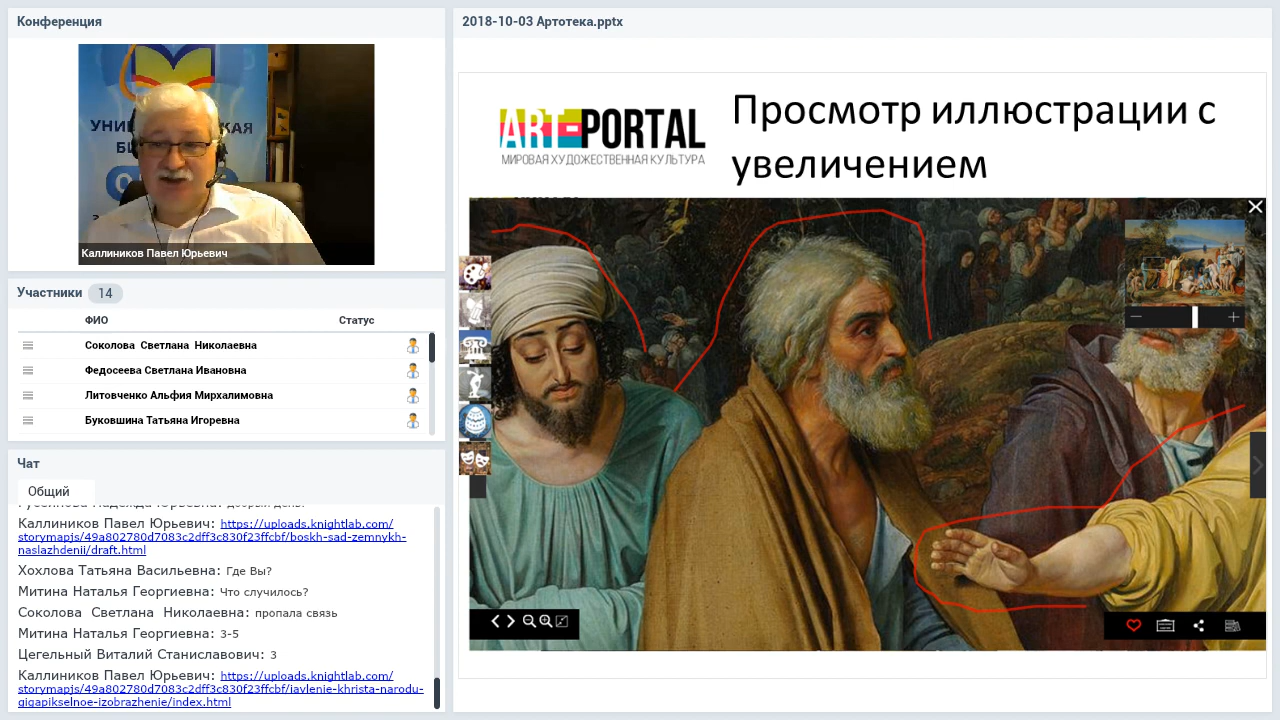 Конференция
УНИ
КАЯ
БИ
А
Каллиников Павел Юрьевич
Участники 14
ФИО Статус
Соколова Светлана Николаевна
Федосеева Светлана Ивановна
Литовченко Альфия Мирхалимовна
Буковшина Татьяна Игоревна
Чат
Общий
Каллиников Павел Юрьевич: https://uploads.knightlab.com/
storymapjs/49a802780d7083c2dff3c830f23ffcbf/boskh-sad-zemnykh-
naslazhdenii/draft.html
Хохлова Татьяна Васильевна: Где Вы?
Митина Наталья Георгиевна: Что случилось?
Соколова Светлана Николаевна: пропала связь
Митина Наталья Георгиевна: 3-5
Цегельный Виталий Станиславович: 3
Каллиников Павел Юрьевич: https://uploads.knightlab.com/
storymapjs/49a802780d7083c2dff3c830f23ffcbf/iavlenie-khrista-narodu-
gigapikselnoe-izobrazhenie/index.html
2018-10-03 Артотека.pptx
ART-PORTAL
МИРОВАЯ ХУДОЖЕСТВЕННАЯ КУЛЬТУРА
Просмотр иллюстрации с
увеличением